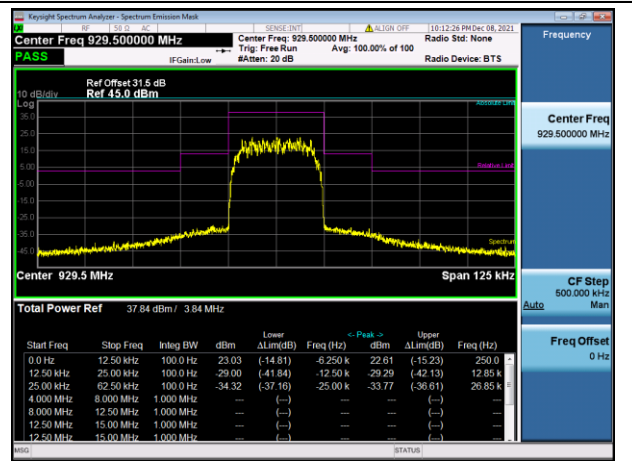 Keysight Spectrum Analyzer - Spectrum Emission Mask
RF 50 Ω AC SENSE:INT ALIGN OFF 10:12:26 PM Dec 08, 2021
Center Freq 929.500000 MHz Center Freq: 929.500000 MHz Radio Std: None
Trig: Free Run Avg: 100.00% of 100
PASS IFGain:Low #Atten: 20 dB Radio Device: BTS
Ref Offset 31.5 dB
10 dB/div Ref 45.0 dBm
Log
Absolute Limit
35.0
25.0
15.0
5.00
Relative Limit
-5.00
-15.0
-25.0
-35.0
Spectrum
-45.0
Center 929.5 MHz Span 125 kHz
Total Power Ref 37.84 dBm / 3.84 MHz
Lower <- Peak -> Upper
Start Freq Stop Freq Integ BW dBm ΔLim(dB) Freq (Hz) dBm ΔLim(dB) Freq (Hz)
0.0 Hz 12.50 kHz 100.0 Hz 23.03 (-14.81) -6.250 k 22.61 (-15.23) 250.0
12.50 kHz 25.00 kHz 100.0 Hz -29.00 (-41.84) -12.50 k -29.29 (-42.13) 12.85 k
25.00 kHz 62.50 kHz 100.0 Hz -34.32 (-37.16) -25.00 k -33.77 (-36.61) 26.85 k
4.000 MHz 8.000 MHz 1.000 MHz --- (---) --- (---)
8.000 MHz 12.50 MHz 1.000 MHz --- (---) --- (---)
12.50 MHz 15.00 MHz 1.000 MHz --- (---) --- (---)
12.50 MHz 15.00 MHz 1.000 MHz --- (---) --- (---)
MSG STATUS
Frequency
Center Freq
929.500000 MHz
CF Step
500.000 kHz
Auto Man
Freq Offset
0 Hz